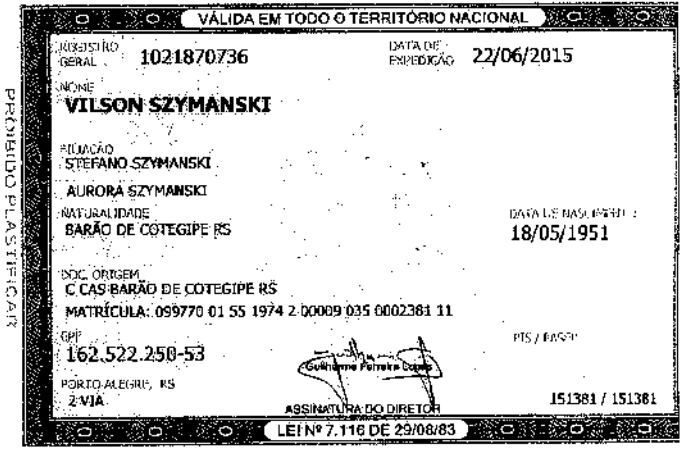 VÁLIDA EM TODO O TERRITÓRIO NACIONAL
REGISTRO GERAL 1021870736 DATA DE EXPEDIÇÃO 22/06/2015
NOME
VILSON SZYMANSKI
FILIAÇÃO
STEFANO SZYMANSKI
AURORA SZYMANSKI
NATURALIDADE
BARÃO DE COTEGIPE RS
DATA DE NASCIMENTO
18/05/1951
DOC. ORIGEM
C CAS BARÃO DE COTEGIPE RS
MATRÍCULA: 099770 01 55 1974 2 00009 035 0002381 11
CPF
162.522.250-53
PIS / PASEP
PORTO ALEGRE, RS
2 VIA
Guilherme Ferreira Lopes
ASSINATURA DO DIRETOR
151381 / 151381
LEI Nº 7.116 DE 29/08/83
PROIBIDO PLASTIFICAR